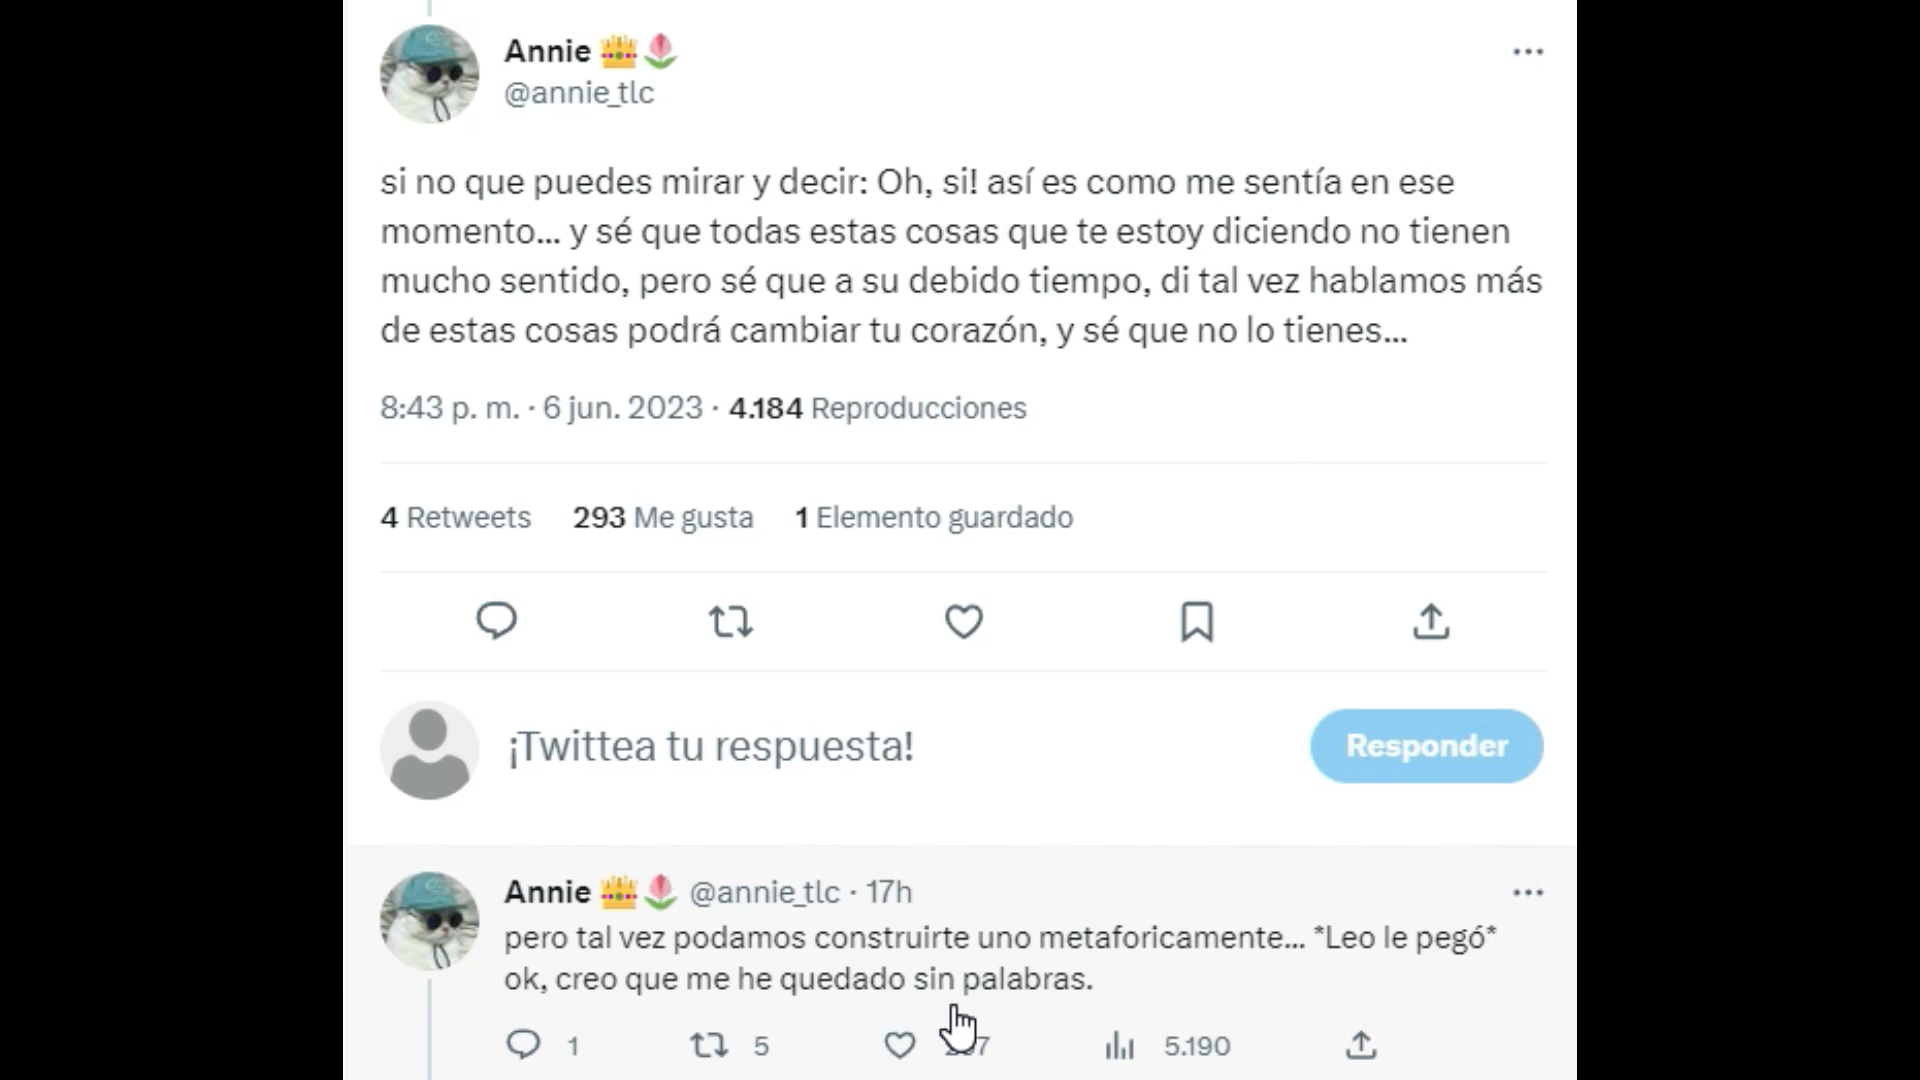 Annie
@annie_tlc
si no que puedes mirar y decir: Oh, si! así es como me sentía en ese
momento... y sé que todas estas cosas que te estoy diciendo no tienen
mucho sentido, pero sé que a su debido tiempo, di tal vez hablamos más
de estas cosas podrá cambiar tu corazón, y sé que no lo tienes...
8:43 p. m. · 6 jun. 2023 · 4.184 Reproducciones
4 Retweets 293 Me gusta 1 Elemento guardado
¡Twittea tu respuesta!
Responder
Annie @annie_tlc · 17h
pero tal vez podamos construirte uno metaforicamente... *Leo le pegó*
ok, creo que me he quedado sin palabras.
1 5 5.190